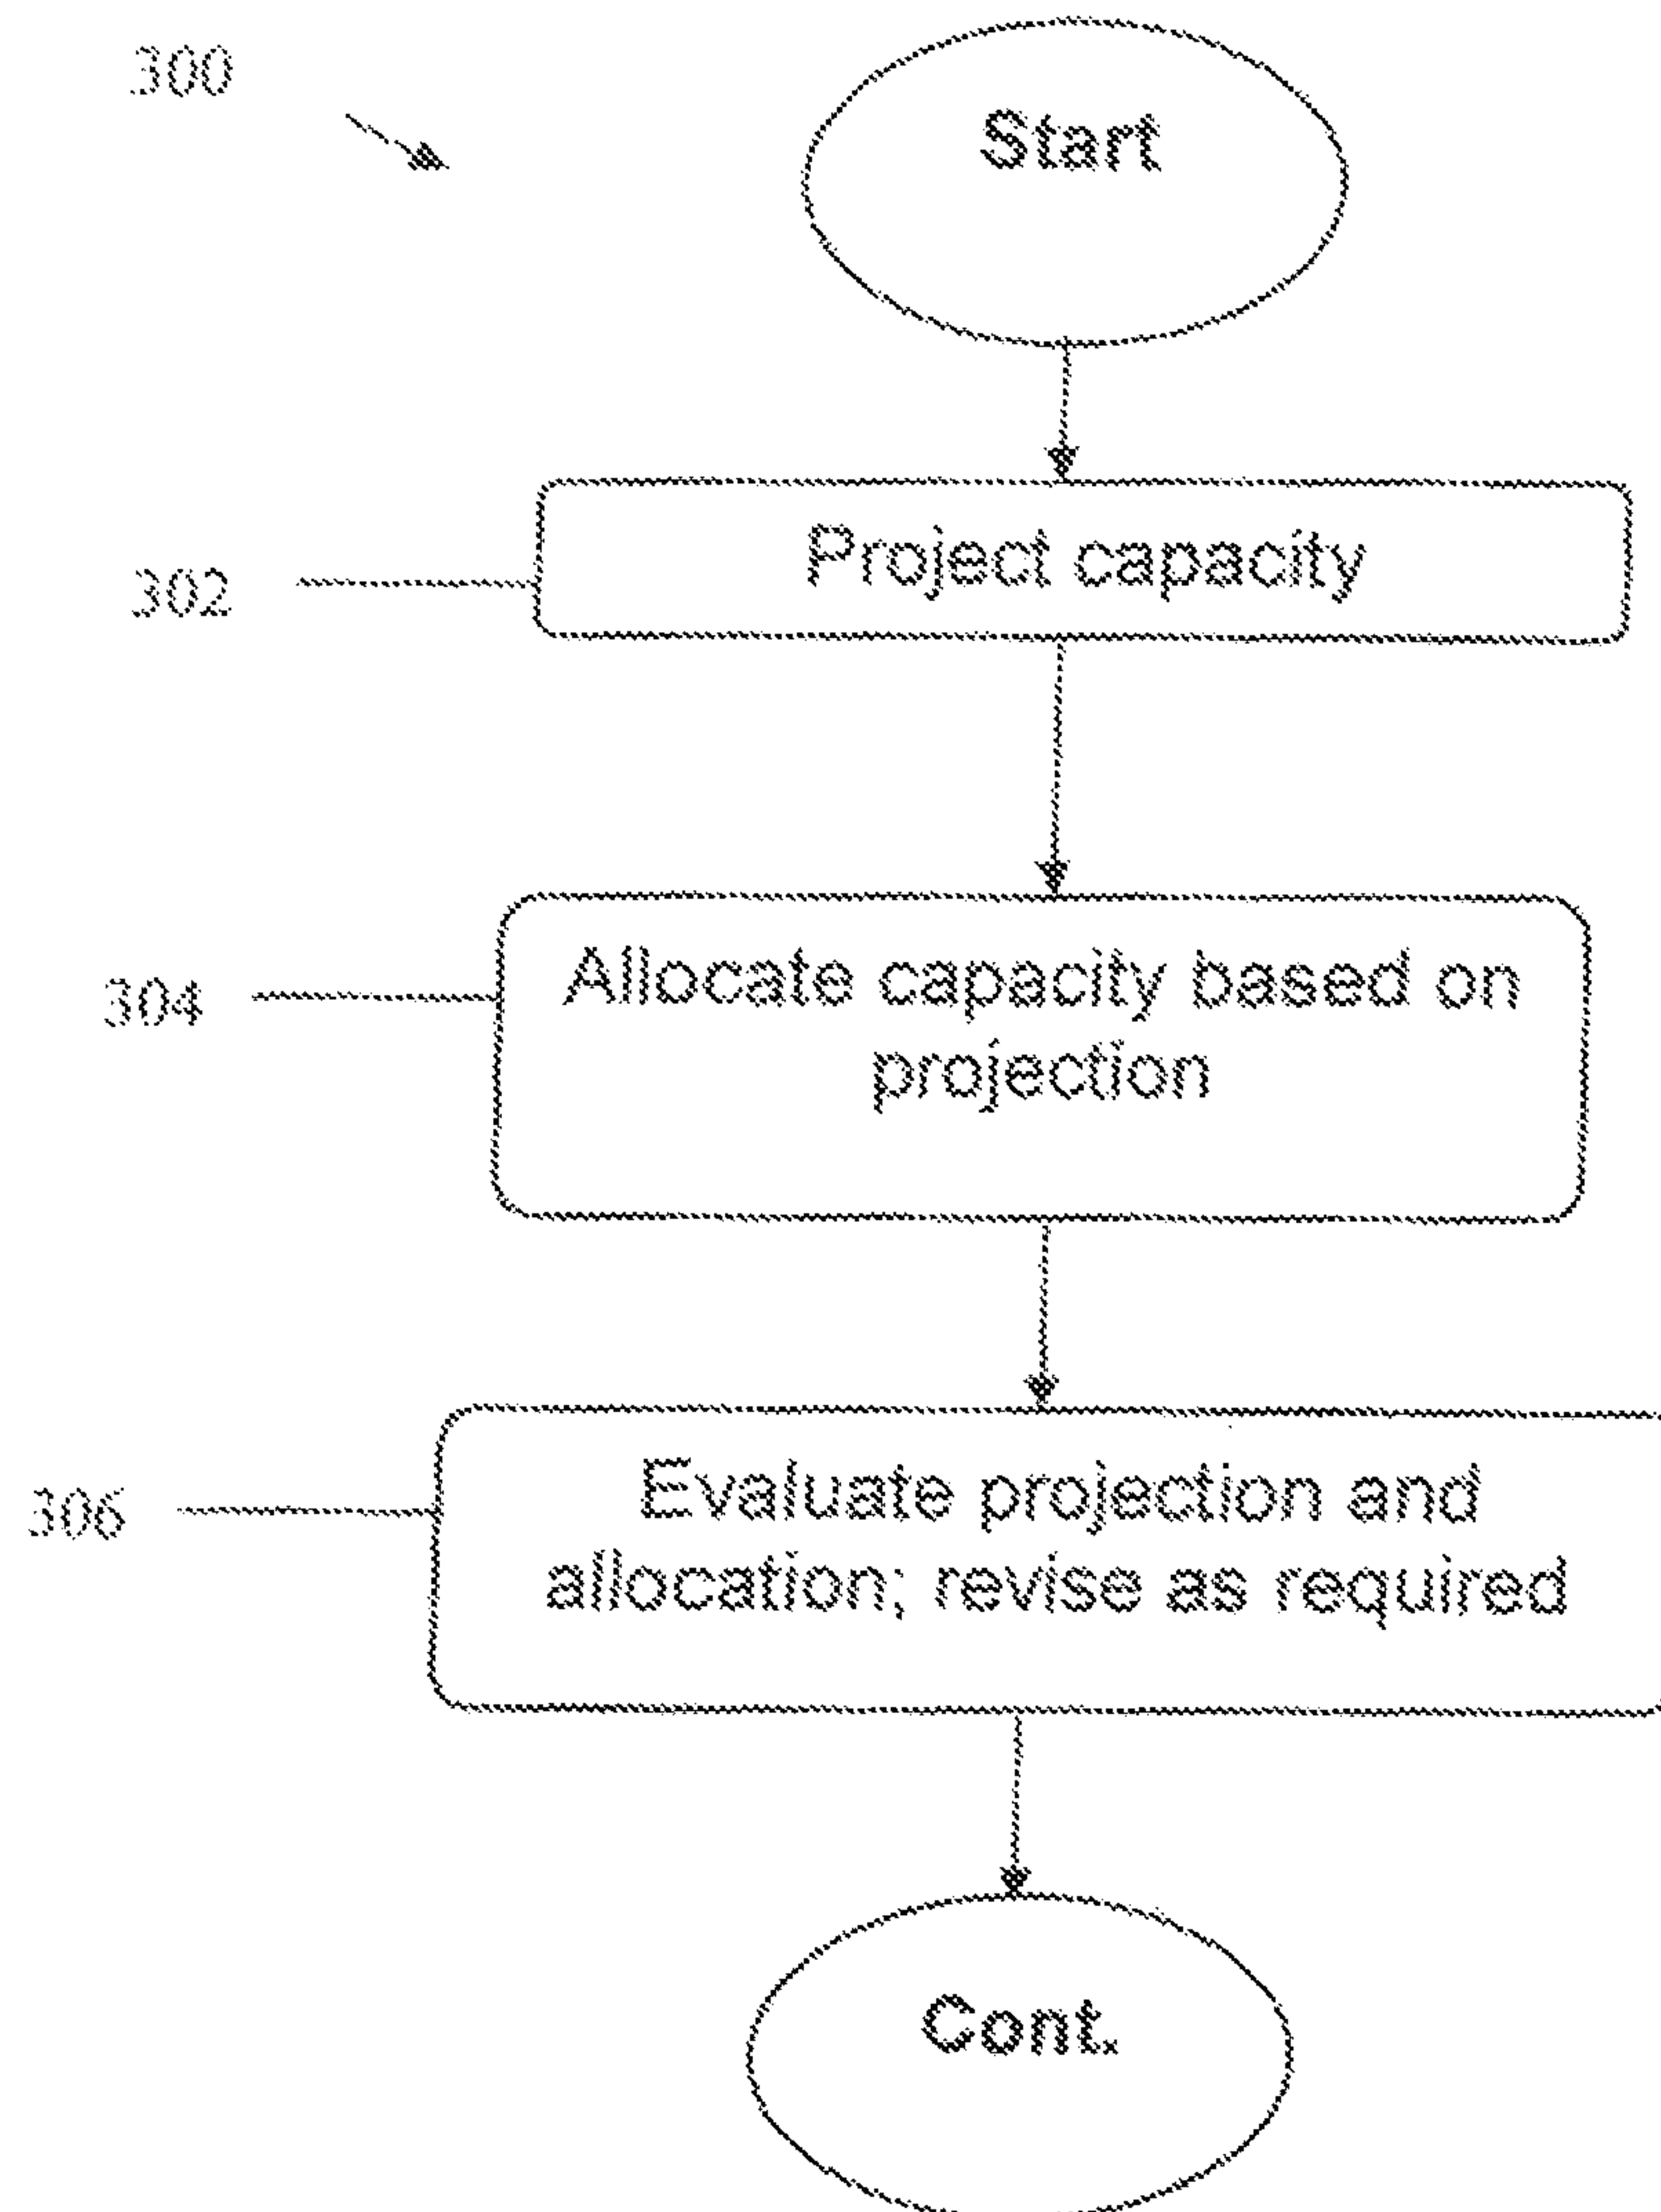 300
Start
Project capacity
302
Allocate capacity based on
projection
304
Evaluate projection and
allocation; revise as required
306
Cont.